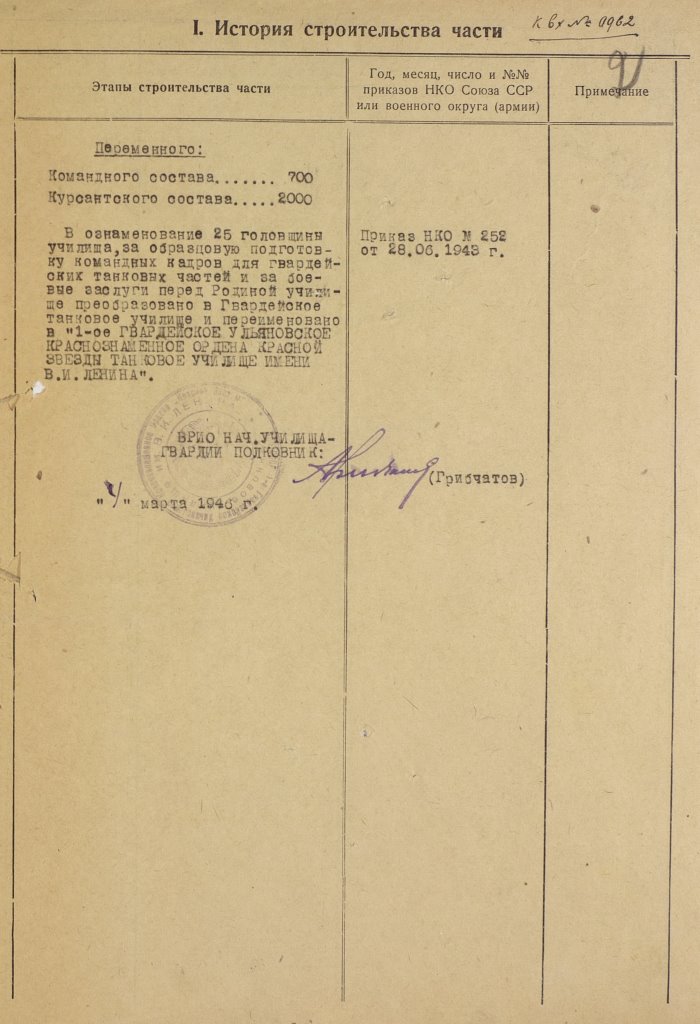 I. История строительства части
К вх № 0962
Этапы строительства части
Год, месяц, число и №№
приказов НКО Союза ССР
или военного округа (армии)
Примечание
Переменного:
Командного состава....... 700
Курсантского состава.....2000
В ознаменование 25 головщины
училища,за образцовую подготов-
ку командных кадров для гвардей-
ских танковых частей и за бое-
вые заслуги перед Родиной учили-
ще преобразовано в Гвардейское
танковое училище и переименовано
в "1-ое ГВАРДЕЙСКОЕ УЛЬЯНОВСКОЕ
КРАСНОЗНАМЕННОЕ ОРДЕНА КРАСНОЙ
ЗВЕЗДЫ ТАНКОВОЕ УЧИЛИЩЕ ИМЕНИ
В.И.ЛЕНИНА".
Приказ НКО № 252
от 28.06.1943 г.
ВРИО НАЧ.УЧИЛИЩА-
ГВАРДИИ ПОЛКОВНИК:
(Грибчатов)
"4" марта 1946 г.